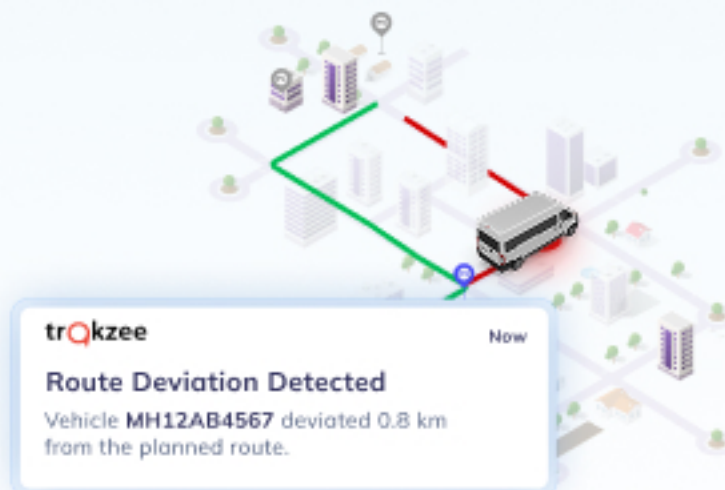 trakzee
Now
Route Deviation Detected
Vehicle MH12AB4567 deviated 0.8 km
from the planned route.